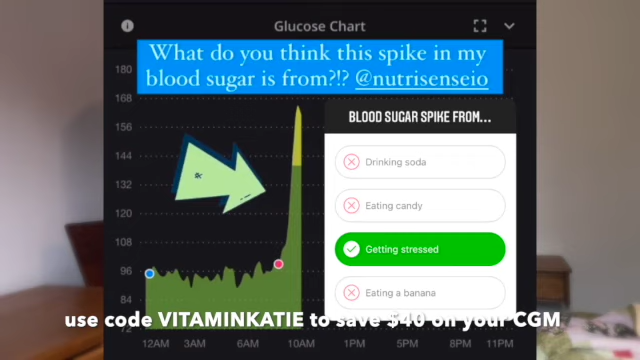 Glucose Chart
What do you think this spike in my
blood sugar is from?!? @nutrisenseio
180
168
156
144
132
120
108
96
84
72
BLOOD SUGAR SPIKE FROM...
Drinking soda
Eating candy
Getting stressed
Eating a banana
use code VITAMINKATIE to save $40 on your CGM
12AM 3AM 6AM 10AM 1PM 5PM 8PM 11PM